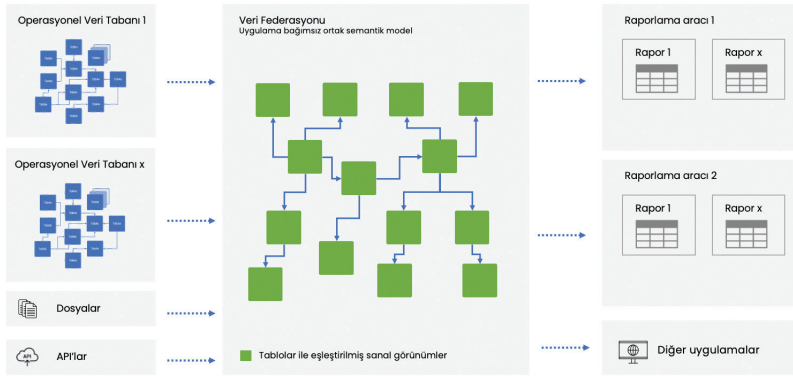 Operasyonel Veri Tabanı 1
Operasyonel Veri Tabanı x
Dosyalar
API
API'lar
Veri Federasyonu
Uygulama bağımsız ortak semantik model
Tablolar ile eşleştirilmiş sanal görünümler
Raporlama aracı 1
Rapor 1
Rapor x
Raporlama aracı 2
Rapor 1
Rapor x
Diğer uygulamalar